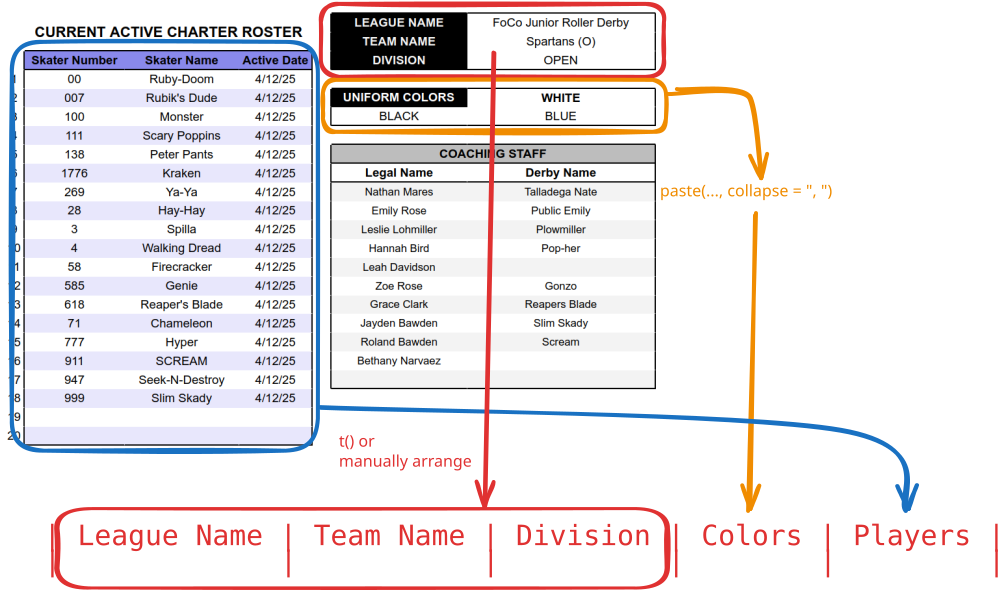 CURRENT ACTIVE CHARTER ROSTER
Skater Number Skater Name Active Date
1 00 Ruby-Doom 4/12/25
2 007 Rubik's Dude 4/12/25
3 100 Monster 4/12/25
4 111 Scary Poppins 4/12/25
5 138 Peter Pants 4/12/25
6 1776 Kraken 4/12/25
7 269 Ya-Ya 4/12/25
8 28 Hay-Hay 4/12/25
9 3 Spilla 4/12/25
10 4 Walking Dread 4/12/25
11 58 Firecracker 4/12/25
12 585 Genie 4/12/25
13 618 Reaper's Blade 4/12/25
14 71 Chameleon 4/12/25
15 777 Hyper 4/12/25
16 911 SCREAM 4/12/25
17 947 Seek-N-Destroy 4/12/25
18 999 Slim Skady 4/12/25
19
20
LEAGUE NAME FoCo Junior Roller Derby
TEAM NAME Spartans (O)
DIVISION OPEN
UNIFORM COLORS WHITE
BLACK BLUE
COACHING STAFF
Legal Name Derby Name
Nathan Mares Talladega Nate
Emily Rose Public Emily
Leslie Lohmiller Plowmiller
Hannah Bird Pop-her
Leah Davidson
Zoe Rose Gonzo
Grace Clark Reapers Blade
Jayden Bawden Slim Skady
Roland Bawden Scream
Bethany Narvaez
paste(..., collapse = ", ")
t() or
manually arrange
| League Name | Team Name | Division | Colors | Players |